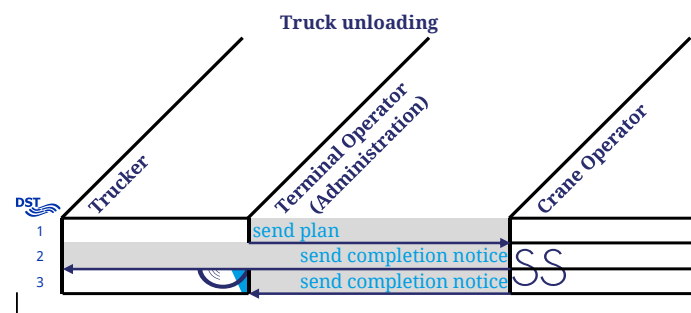 Truck unloading
Trucker
Terminal Operator
(Administration)
Crane Operator
DST
1
send plan
2
send completion notice
SS
3
send completion notice